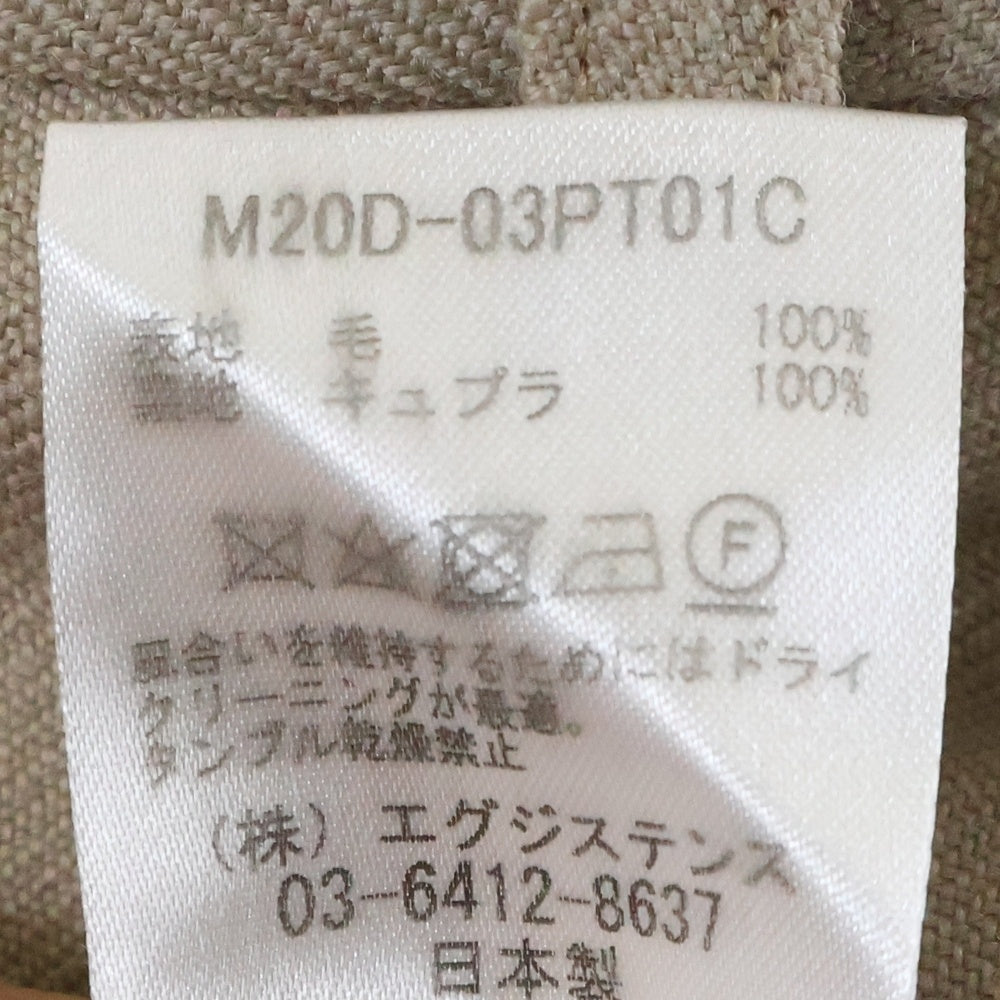 M20D-03PT01C
表地 毛 100%
裏地 キュプラ 100%
F
風合いを維持するためにはドライ
クリーニングが最適。
タンブル乾燥禁止
(株) エグジステンス
03-6412-8637
日本製